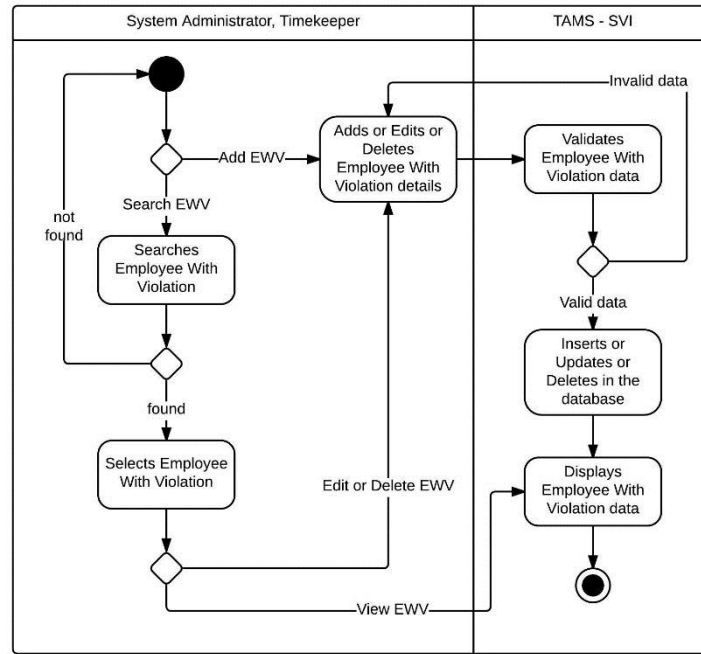 System Administrator, Timekeeper
TAMS - SVI
Invalid data
Adds or Edits or
Deletes
Employee With
Violation details
Validates
Employee With
Violation data
Add EWV
Search EWV
not
found
Searches
Employee With
Violation
Valid data
Inserts or
Updates or
Deletes in the
database
found
Selects Employee
With Violation
Edit or Delete EWV
Displays
Employee With
Violation data
View EWV